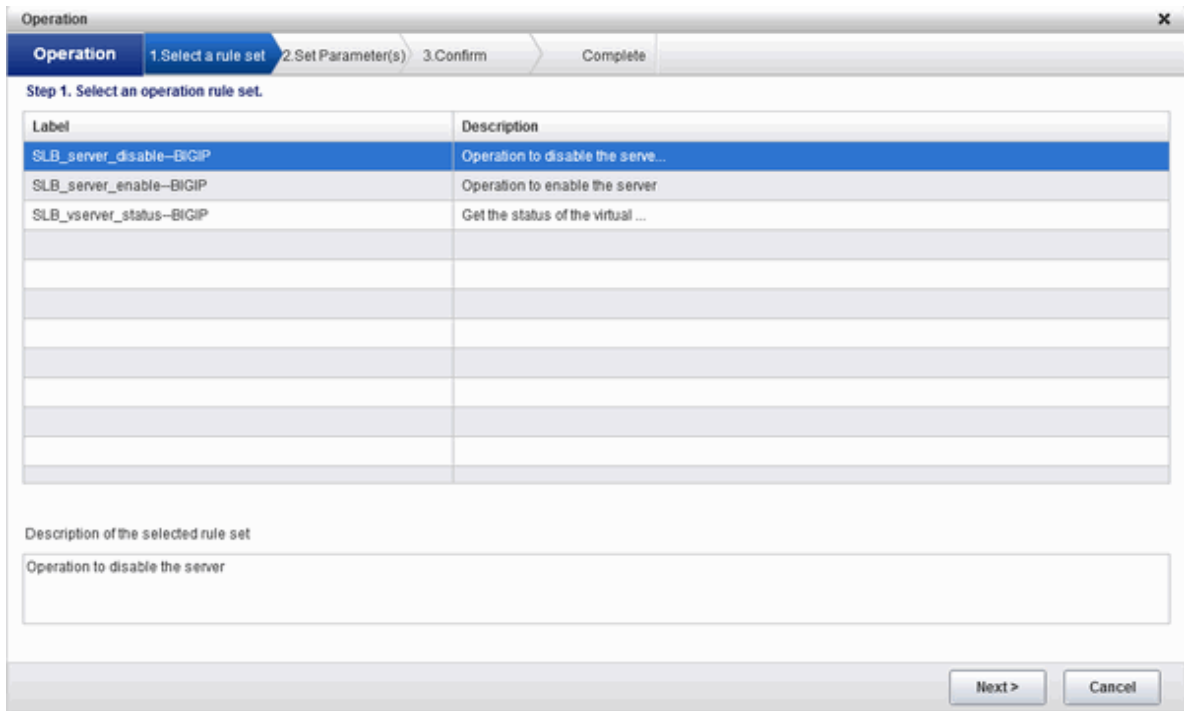 Operation ×
Operation 1.Select a rule set 2.Set Parameter(s) 3.Confirm Complete
Step 1. Select an operation rule set.
Label Description
SLB_server_disable--BIGIP Operation to disable the serve...
SLB_server_enable--BIGIP Operation to enable the server
SLB_vserver_status--BIGIP Get the status of the virtual ...
Description of the selected rule set
Operation to disable the server
Next > Cancel